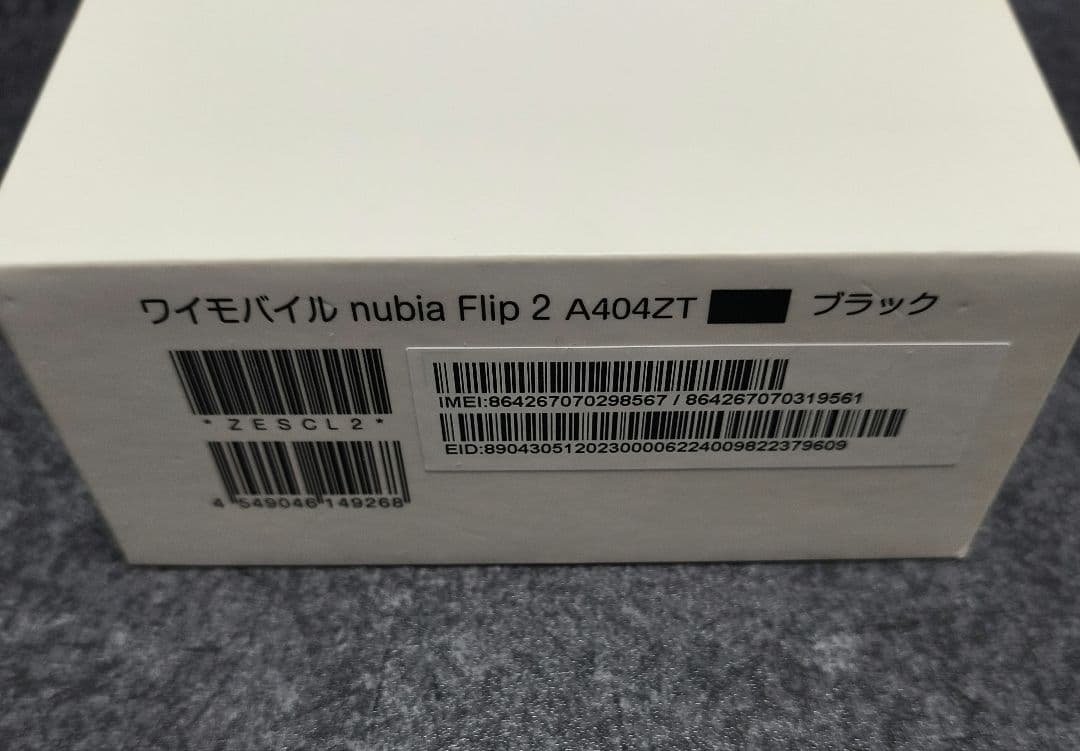 ワイモバイル nubia Flip 2 A404ZT ブラック
*ZESCL2*
4 549046 149268
IMEI:864267070298567 / 864267070319561
EID:89043051202300006224009822379609